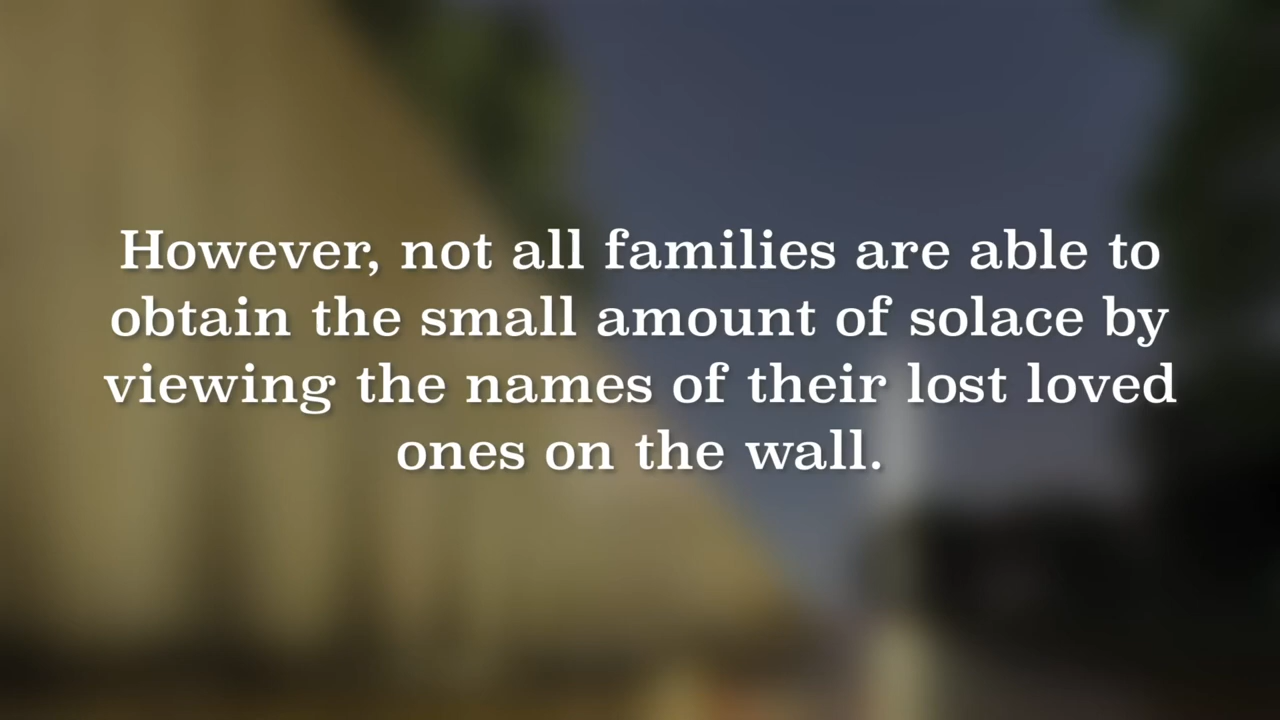 However, not all families are able to
obtain the small amount of solace by
viewing the names of their lost loved
ones on the wall.